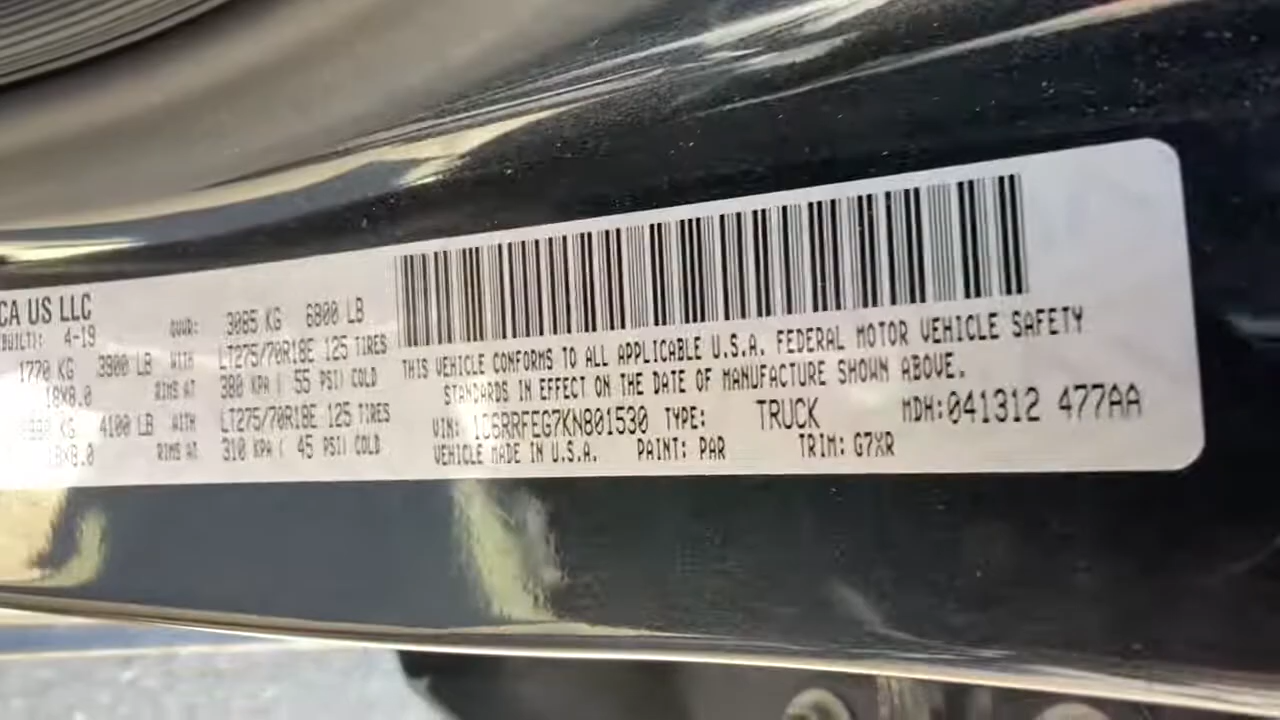 CA US LLC
BUILT): 4-19 GVWR: 3085 KG 6800 LB
1770 KG 3900 LB WITH LT275/70R18E 125 TIRES
18X8.0 RIMS AT 380 KPA ( 55 PSI) COLD
KG 4100 LB WITH LT275/70R18E 125 TIRES
18X8.0 RIMS AT 310 KPA ( 45 PSI) COLD
THIS VEHICLE CONFORMS TO ALL APPLICABLE U.S.A. FEDERAL MOTOR VEHICLE SAFETY
STANDARDS IN EFFECT ON THE DATE OF MANUFACTURE SHOWN ABOVE.
VIN: 1C6RRFEG7KN801530 TYPE: TRUCK MDH:041312 477AA
VEHICLE MADE IN U.S.A. PAINT: PAR TRIM: G7XR